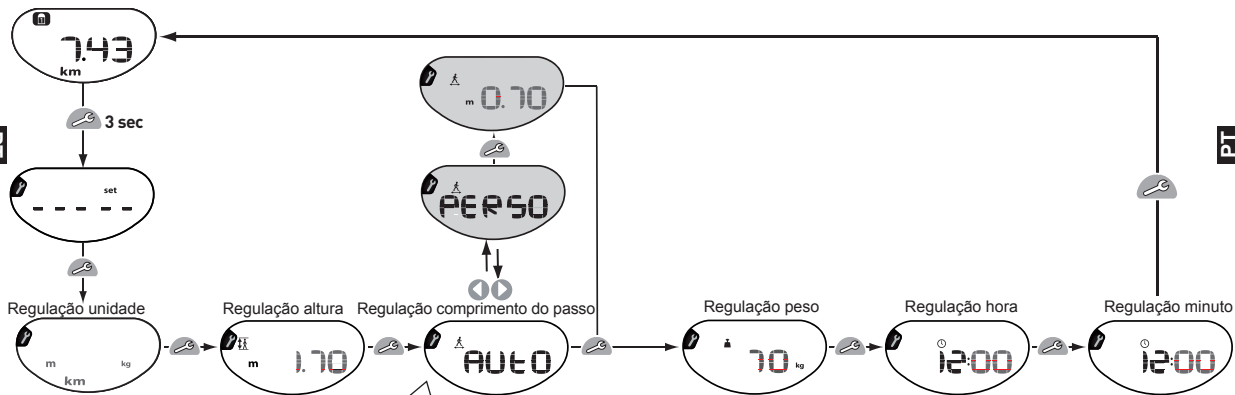 7.43
km
3 sec
set
- - - - -
m 0.70
PERSO
PT
Regulação unidade
m kg
km
Regulação altura
m 1.70
Regulação comprimento do passo
AUtO
Regulação peso
70 kg
Regulação hora
12:00
Regulação minuto
12:00